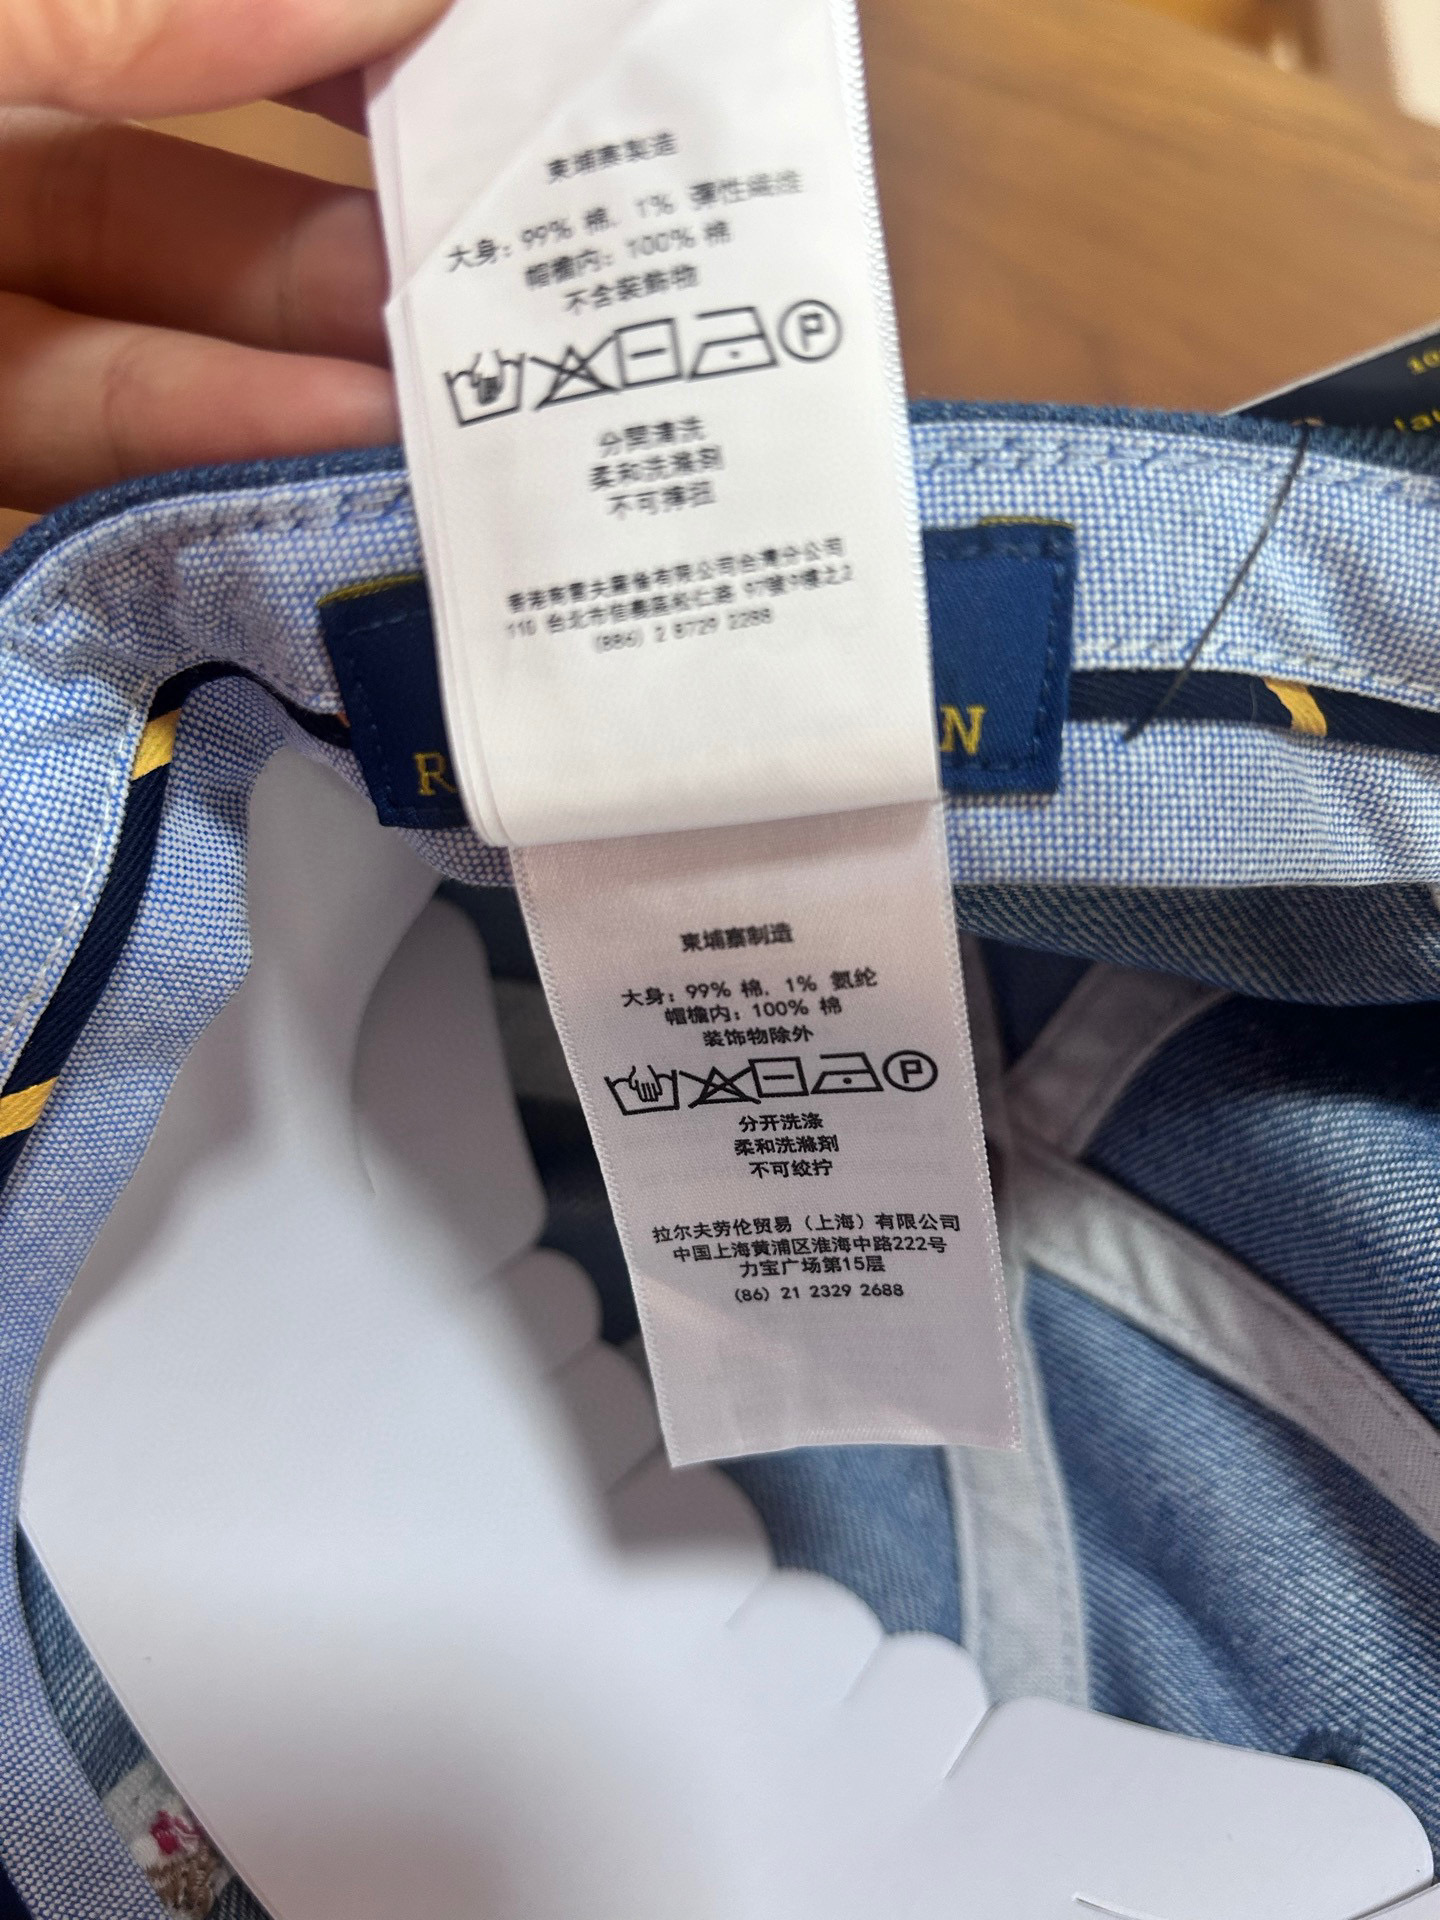 柬埔寨製造
大身: 99% 棉, 1% 彈性纖維
帽檐內: 100% 棉
不含裝飾物
P
分開清洗
柔和洗滌劑
不可擰扭
香港商雷夫羅倫有限公司台灣分公司
110 台北市信義區松仁路 97號9樓之2
(886) 2 8729 2288
R
N
柬埔寨制造
大身: 99% 棉, 1% 氨纶
帽檐内: 100% 棉
装饰物除外
P
分开洗涤
柔和洗滌剂
不可绞拧
拉尔夫劳伦贸易（上海）有限公司
中国上海黄浦区淮海中路222号
力宝广场第15层
(86) 21 2329 2688